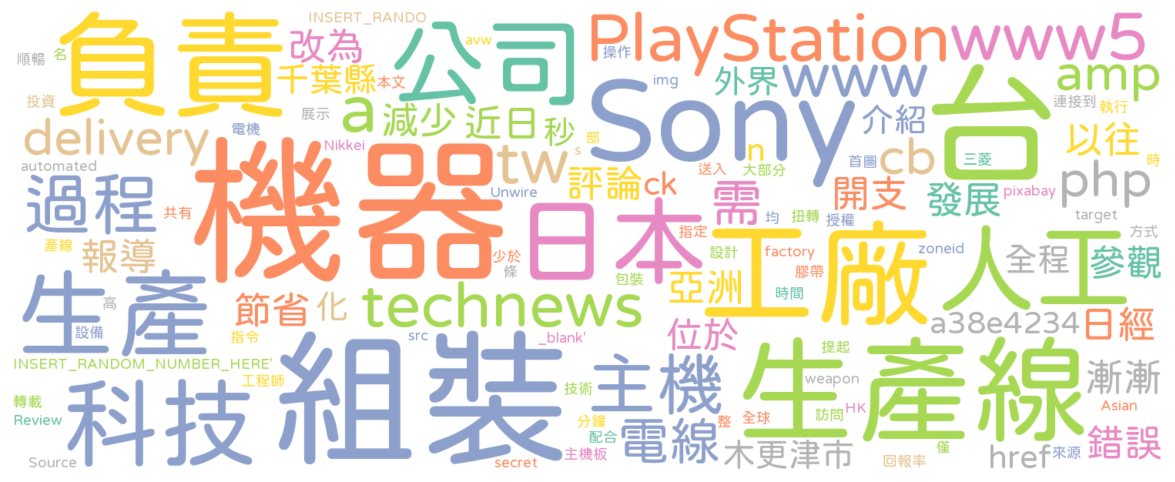 負責
公司
PlayStation
www5
INSERT_RANDO
改為
avw
操作
順暢
名
千葉縣
本文
Sony
img
外界
www
台
amp
投資
展示
a
減少
近日
秒
介紹
連接到
執行
delivery
電機
Nikkei
機器
tw
s
部
n
cb
以往
首圖
三菱
時
automated
Unwire
評論
ck
送入
大部分
開支
發展
pixabay
php
target
過程
共有
日本
需
均
扭轉
授權
指定
方式
產線
報導
少於
條
設計
工廠
factory
zoneid
人工
全程
參觀
生產
高
設備
節省
化
technews
包裝
亞洲
膠帶
時間
a38e4234
日經
指令
src
_blank'
位於
INSERT_RANDOM_NUMBER_HERE'
工程師
科技
組裝
主機
技術
生產線
提起
weapon
漸漸
轉載
Review
分鐘
配合
整
全球
訪問
HK
Asian
Source
secret
主機板
電線
木更津市
回報率
僅
href
來源
錯誤